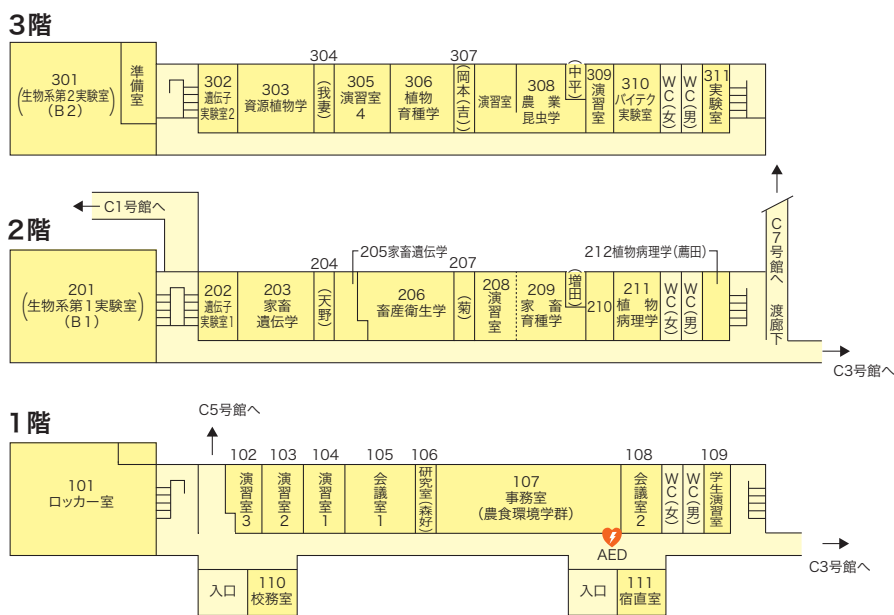 3階
304
307
301
(生物系第2実験室)
(B2)
準備室
302
遺伝子
実験室2
303
資源植物学
(我妻)
305
演習室
4
306
植物
育種学
(岡本(吉))
演習室
308
農業
昆虫学
(中平)
309
演習室
310
バイテク
実験室
WC(女)
WC(男)
311
実験室
C1号館へ
2階
204
205家畜遺伝学
207
212植物病理学(薦田)
201
(生物系第1実験室)
(B1)
202
遺伝子
実験室1
203
家畜
遺伝学
(天野)
206
畜産衛生学
(菊)
208
演習室
209
家畜
育種学
(増田)
210
211
植物
病理学
WC(女)
WC(男)
C7号館へ 渡廊下
C3号館へ
1階
C5号館へ
102
103
104
105
106
108
109
101
ロッカー室
演習室3
演習室2
演習室1
会議室1
研究室(森好)
107
事務室
(農食環境学群)
会議室2
WC(女)
WC(男)
学生演習室
AED
C3号館へ
入口
110
校務室
入口
111
宿直室